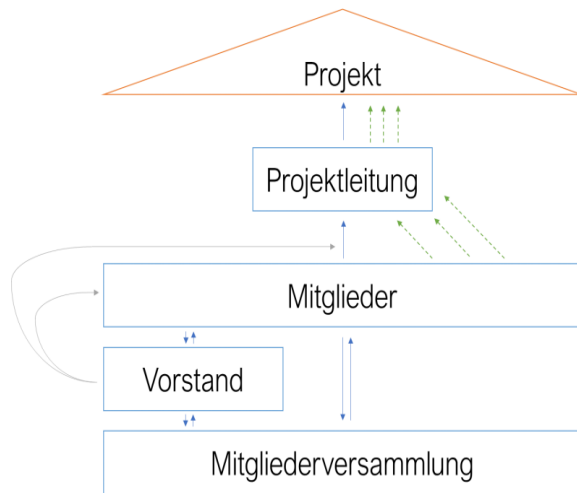 Projekt
Projektleitung
Mitglieder
Vorstand
Mitgliederversammlung